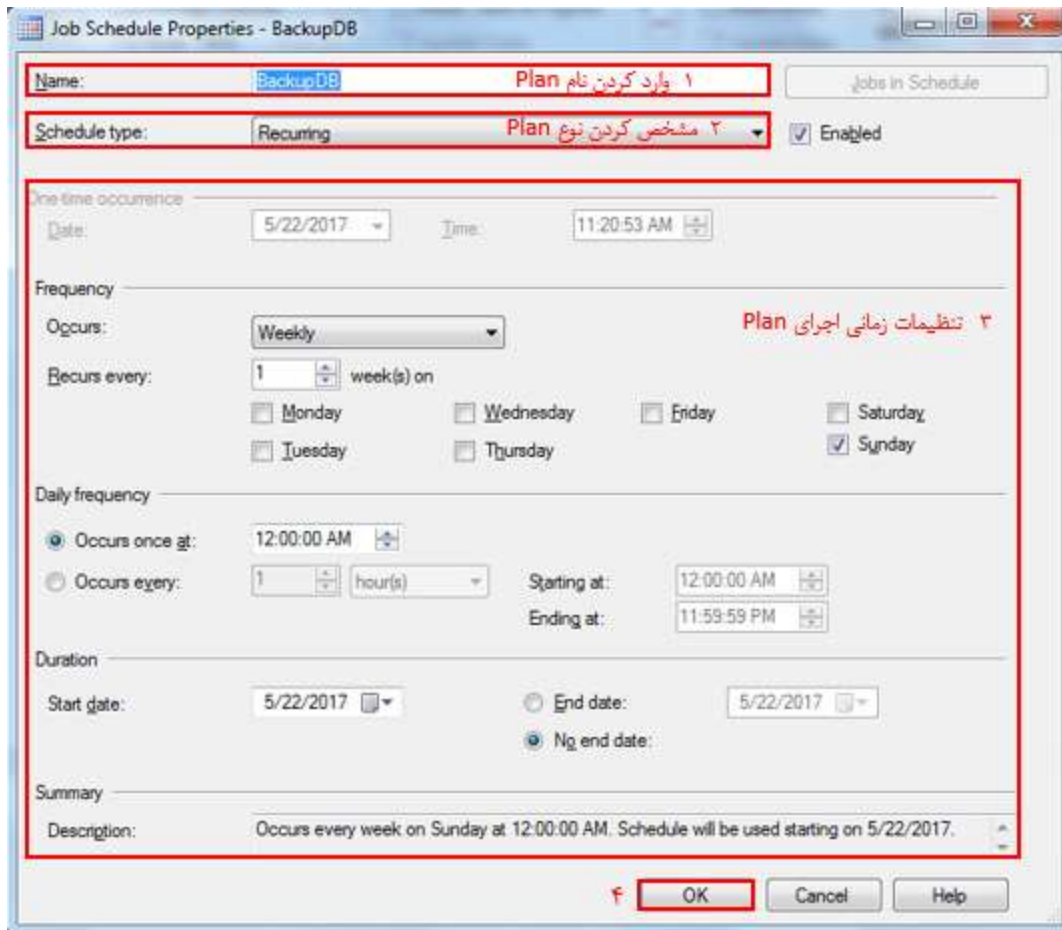 Job Schedule Properties - BackupDB
Name: BackupDB ۱ وارد کردن نام Plan Jobs in Schedule
Schedule type: Recurring ۲ مشخص کردن نوع Plan Enabled
One-time occurrence
Date: 5/22/2017 Time: 11:20:53 AM
Frequency
Occurs: Weekly ۳ تنظیمات زمانی اجرای Plan
Recurs every: 1 week(s) on
Monday Wednesday Friday Saturday
Tuesday Thursday Sunday
Daily frequency
Occurs once at: 12:00:00 AM
Occurs every: 1 hour(s) Starting at: 12:00:00 AM
Ending at: 11:59:59 PM
Duration
Start date: 5/22/2017 End date: 5/22/2017
No end date:
Summary
Description: Occurs every week on Sunday at 12:00:00 AM. Schedule will be used starting on 5/22/2017.
۴ OK Cancel Help